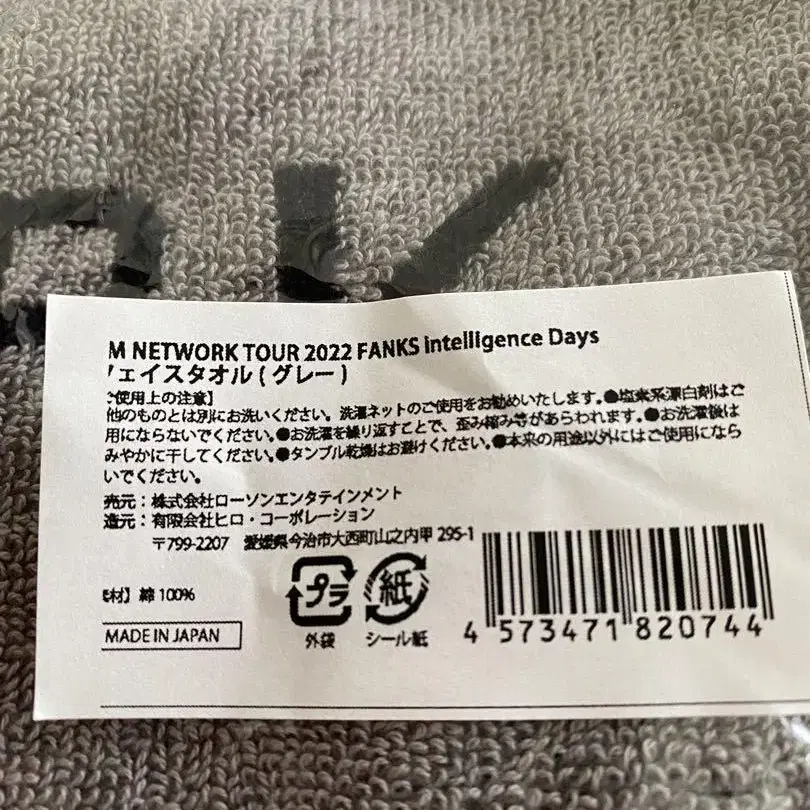 M NETWORK TOUR 2022 FANKS intelligence Days
ェイスタオル ( グレー )
使用上の注意】
他のものとは別にお洗いください。洗濯ネットのご使用をお勧めいたします。●塩素系漂白剤はご
用にならないでください。●お洗濯を繰り返すことで、歪み縮み等があらわれます。●お洗濯後は
みやかに干してください。●タンブル乾燥はお避けください。●本来の用途以外にはご使用になら
いでください。
売元：株式会社ローソンエンタテインメント
造元：有限会社ヒロ・コーポレーション
〒799-2207 愛媛県今治市大西町山之内甲 295-1
材】綿 100%
プラ
外袋
紙
シール紙
MADE IN JAPAN
4 573471 820744